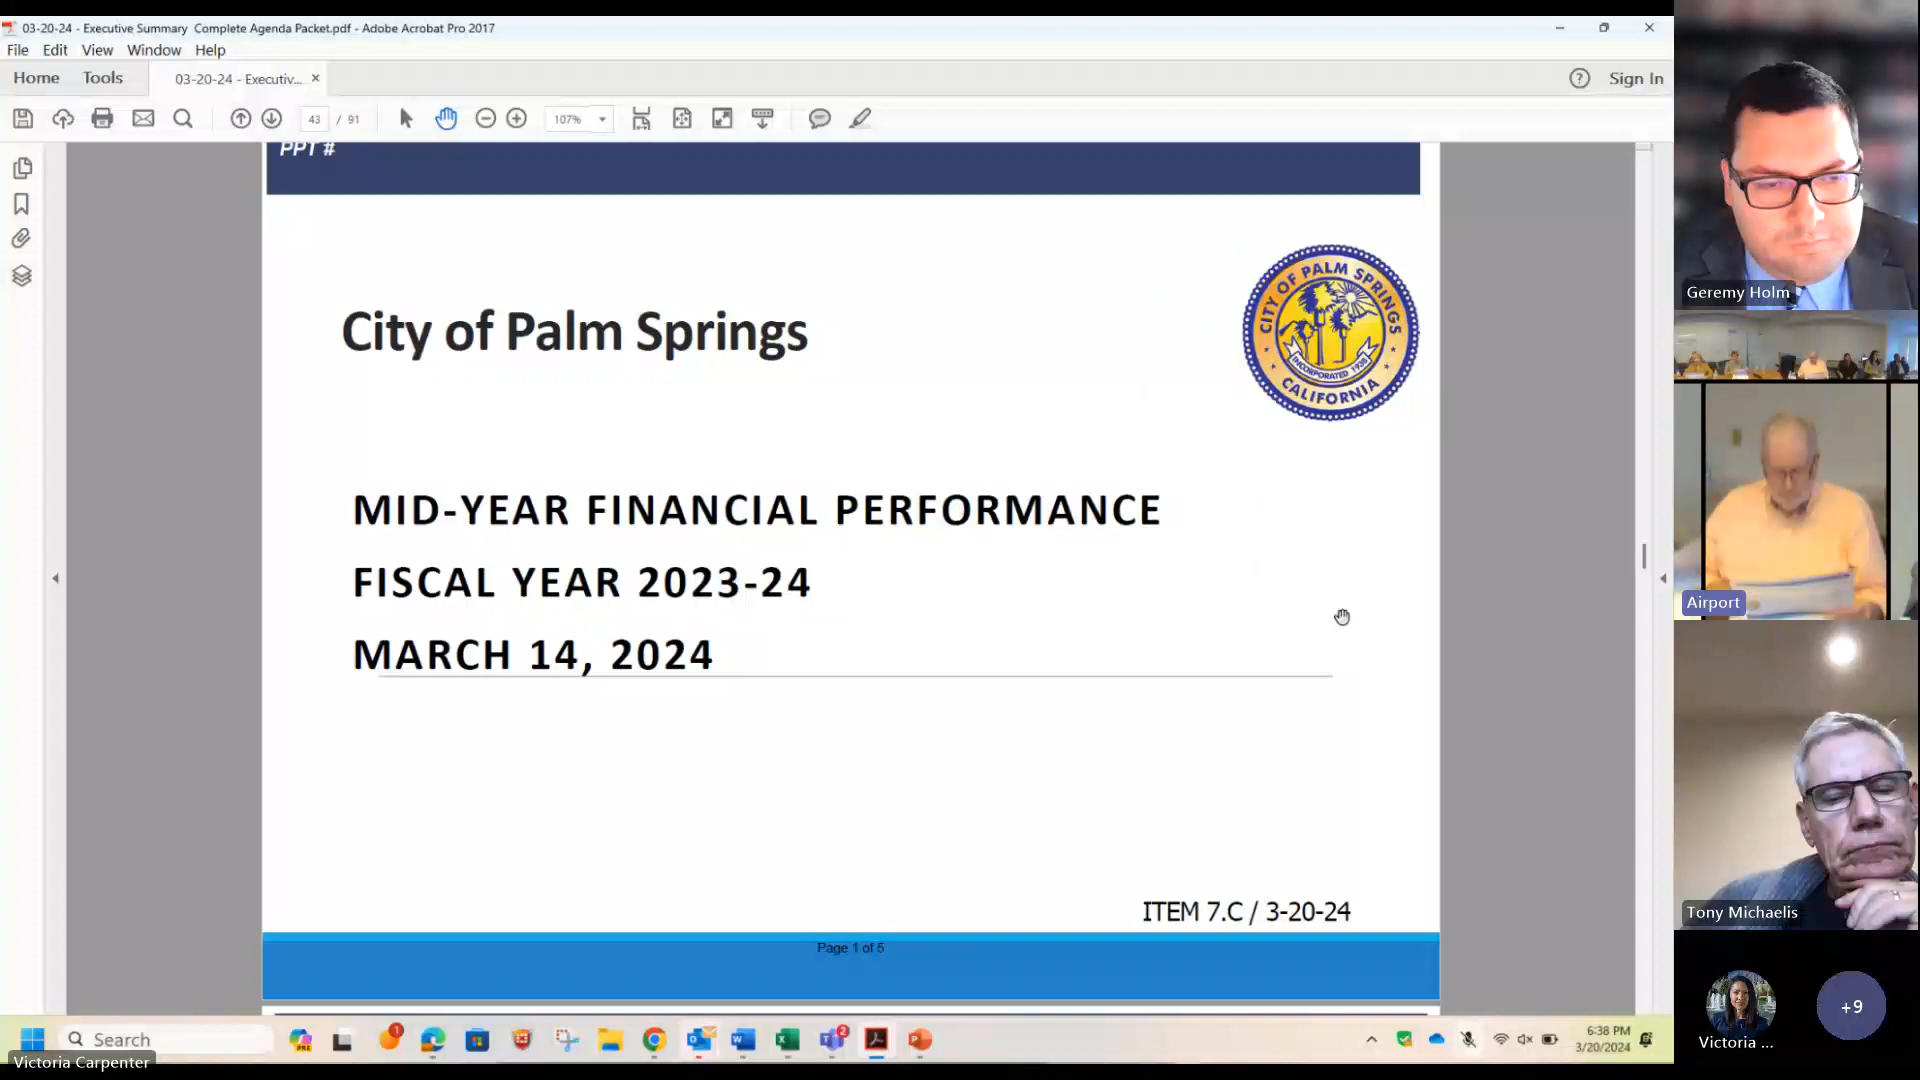 03-20-24 - Executive Summary  Complete Agenda Packet.pdf - Adobe Acrobat Pro 2017
File Edit View Window Help
Home Tools 03-20-24 - Executiv... × Sign In
43 / 91 107%
PPT #
City of Palm Springs
CITY OF PALM SPRINGS
INCORPORATED 1938
CALIFORNIA
MID-YEAR FINANCIAL PERFORMANCE
FISCAL YEAR 2023-24
MARCH 14, 2024
ITEM 7.C / 3-20-24
Page 1 of 5
Geremy Holm
Airport
Tony Michaelis
Victoria ...
+9
Search
1
2
6:38 PM
3/20/2024
Victoria Carpenter